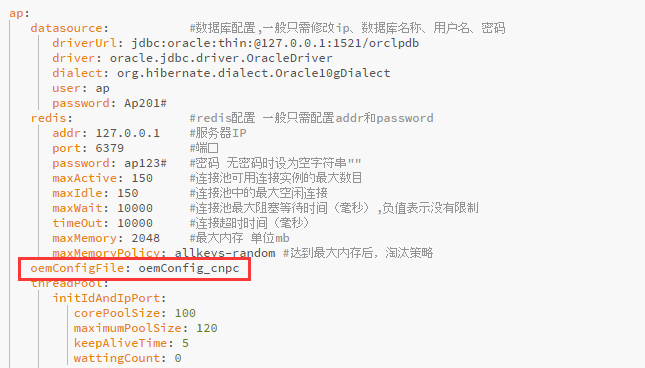 ap:
datasource: #数据库配置,一般只需修改ip、数据库名称、用户名、密码
driverUrl: jdbc:oracle:thin:@127.0.0.1:1521/orclpdb
driver: oracle.jdbc.driver.OracleDriver
dialect: org.hibernate.dialect.Oracle10gDialect
user: ap
password: Ap201#
redis: #redis配置 一般只需配置addr和password
addr: 127.0.0.1 #服务器IP
port: 6379 #端口
password: ap123# #密码 无密码时设为空字符串""
maxActive: 150 #连接池可用连接实例的最大数目
maxIdle: 150 #连接池中的最大空闲连接
maxWait: 10000 #连接池最大阻塞等待时间（毫秒）,负值表示没有限制
timeOut: 10000 #连接超时时间（毫秒）
maxMemory: 2048 #最大内存 单位mb
maxMemoryPolicy: allkeys-random #达到最大内存后，淘汰策略
oemConfigFile: oemConfig_cnpc
threadPool:
initIdAndIpPort:
corePoolSize: 100
maximumPoolSize: 120
keepAliveTime: 5
wattingCount: 0